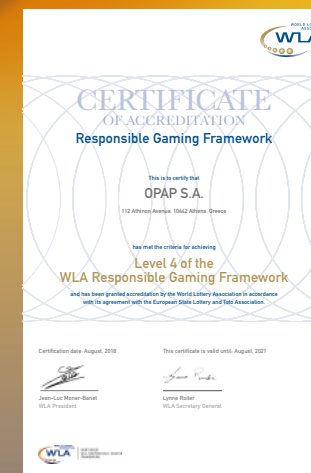 WORLD LO
ASSO
WLA
CERTIFICATE
OF ACCREDITATION
Responsible Gaming Framework
This is to certify that
OPAP S.A.
112 Athinon Avenue, 10442 Athens, Greece
has met the criteria for achieving
Level 4 of the
WLA Responsible Gaming Framework
and has been granted accreditation by the World Lottery Association in accordance
with its agreement with the European State Lottery and Toto Association.
Certification date: August, 2018
This certificate is valid until: August, 2021
Jean-Luc Moner-Banet
WLA President
Lynne Roiter
WLA Secretary General
WLA